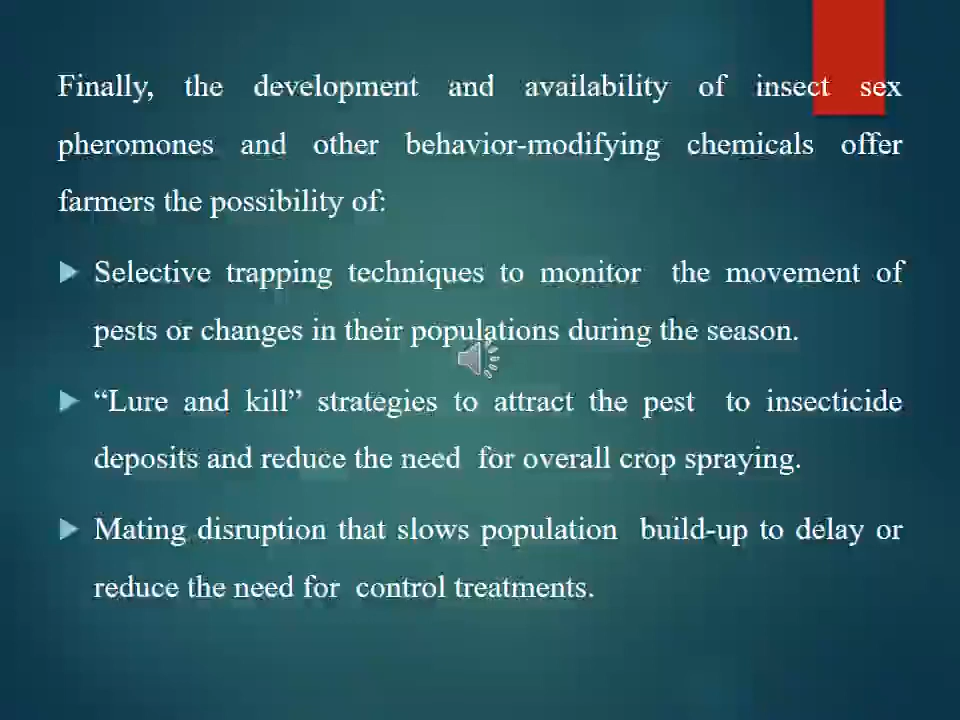 Finally, the development and availability of insect sex
pheromones and other behavior-modifying chemicals offer
farmers the possibility of:
Selective trapping techniques to monitor the movement of
pests or changes in their populations during the season.
“Lure and kill” strategies to attract the pest to insecticide
deposits and reduce the need for overall crop spraying.
Mating disruption that slows population build-up to delay or
reduce the need for control treatments.